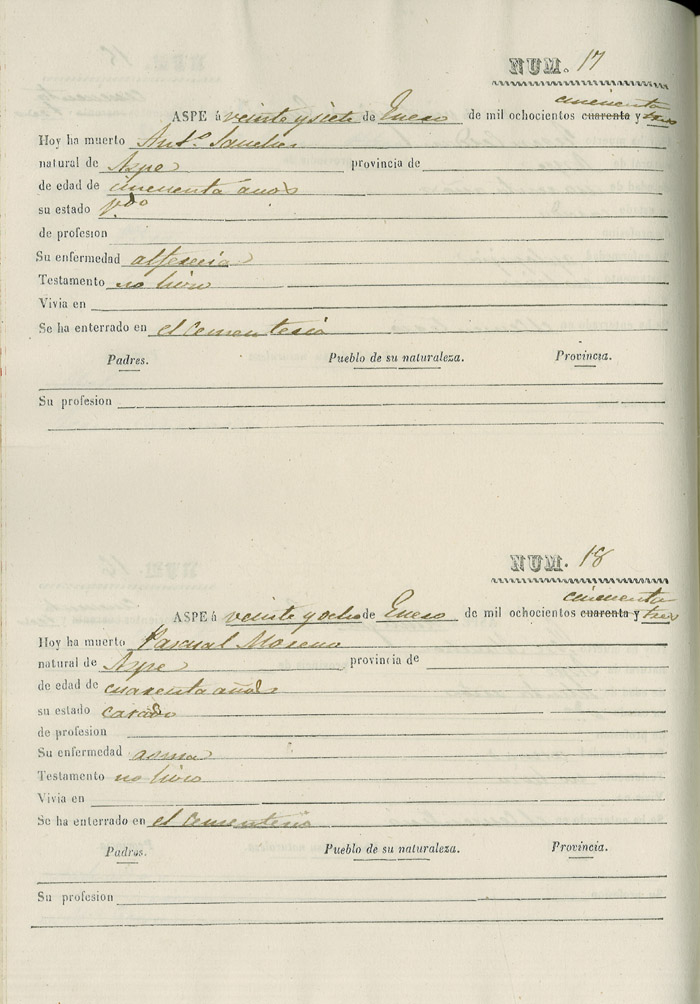 NUM. 17
cincuenta
ASPE á veinte y siete de Enero de mil ochocientos cuarenta y tres
Hoy ha muerto Ant.º Sanchez
natural de Aspe provincia de
de edad de cincuenta años
su estado v.do
de profesion
Su enfermedad alferecia
Testamento no hizo
Vivia en
Se ha enterrado en el cementerio
Padres. Pueblo de su naturaleza. Provincia.
Su profesion
NUM. 18
cincuenta
ASPE á veinte y ocho de Enero de mil ochocientos cuarenta y tres
Hoy ha muerto Pascual Moreno
natural de Aspe provincia de
de edad de cuarenta años
su estado casado
de profesion
Su enfermedad asma
Testamento no hizo
Vivia en
Se ha enterrado en el cementerio
Padres. Pueblo de su naturaleza. Provincia.
Su profesion